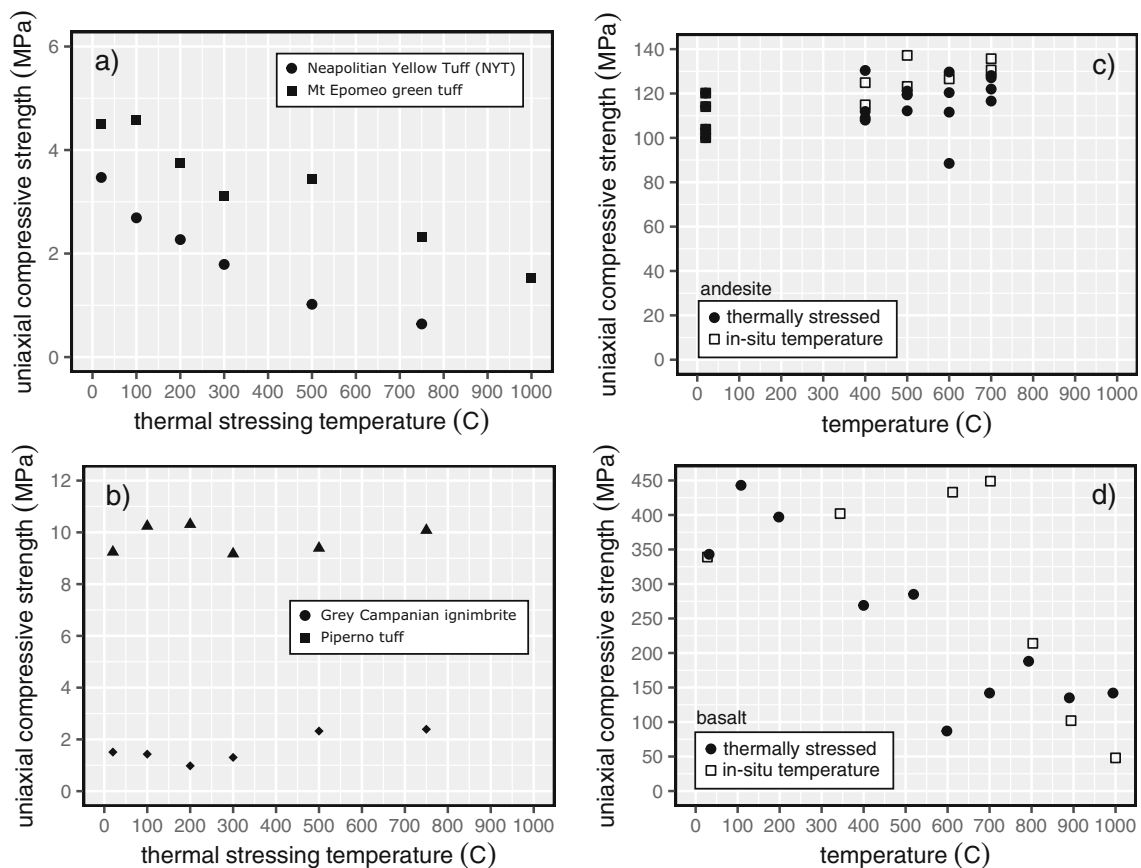 a)
Neapolitian Yellow Tuff (NYT)
Mt Epomeo green tuff
uniaxial compressive strength (MPa)
6
4
2
0
0 100 200 300 400 500 600 700 800 900 1000
thermal stressing temperature (C)
c)
uniaxial compressive strength (MPa)
140
120
100
80
60
40
20
0
andesite
thermally stressed
in-situ temperature
0 100 200 300 400 500 600 700 800 900 1000
temperature (C)
b)
uniaxial compressive strength (MPa)
12
10
8
6
4
2
0
Grey Campanian ignimbrite
Piperno tuff
0 100 200 300 400 500 600 700 800 900 1000
thermal stressing temperature (C)
d)
uniaxial compressive strength (MPa)
450
400
350
300
250
200
150
100
50
0
basalt
thermally stressed
in-situ temperature
0 100 200 300 400 500 600 700 800 900 1000
temperature (C)